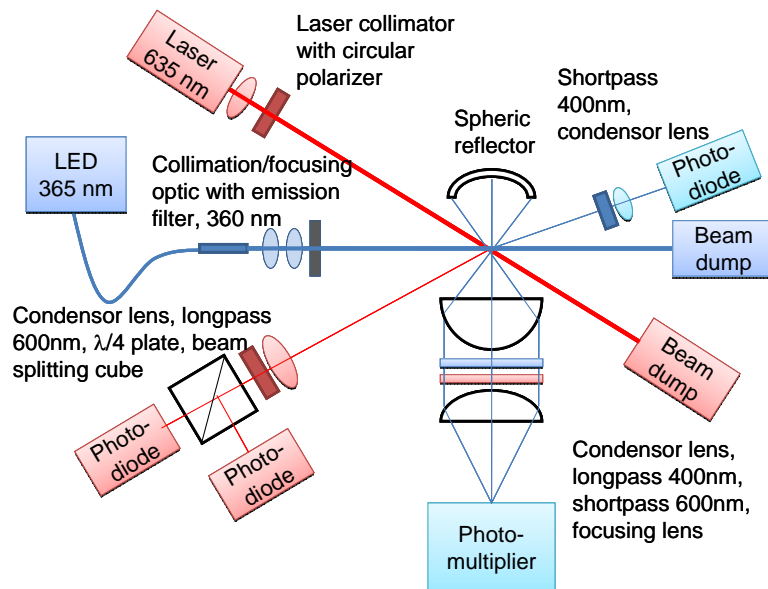 Laser
635 nm
Laser collimator
with circular
polarizer
Shortpass
400nm,
condensor lens
Spheric
reflector
Photo-
diode
LED
365 nm
Collimation/focusing
optic with emission
filter, 360 nm
Beam
dump
Condensor lens, longpass
600nm, λ/4 plate, beam
splitting cube
Beam
dump
Photo-
diode
Photo-
diode
Condensor lens,
longpass 400nm,
shortpass 600nm,
focusing lens
Photo-
multiplier